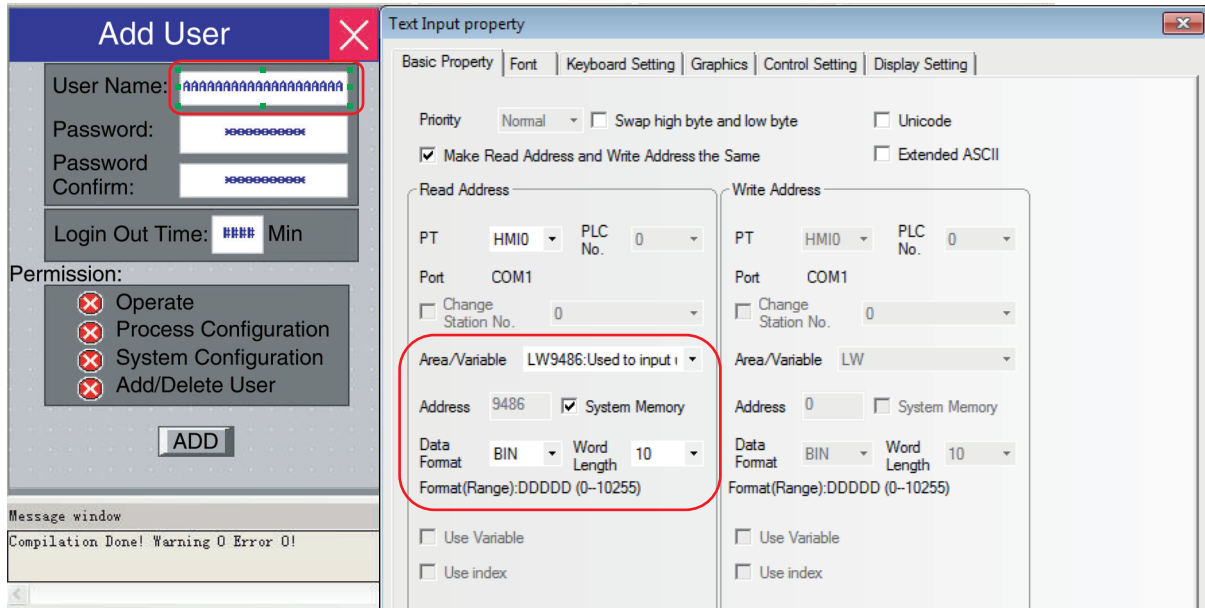 Add User
User Name: AAAAAAAAAAAAAAAAAAAA
Password: **********
Password
Confirm: **********
Login Out Time: #### Min
Permission:
Operate
Process Configuration
System Configuration
Add/Delete User
ADD
Message window
Compilation Done! Warning 0 Error 0!
Text Input property
Basic Property Font Keyboard Setting Graphics Control Setting Display Setting
Priority Normal Swap high byte and low byte Unicode
Make Read Address and Write Address the Same Extended ASCII
Read Address
PT HMI0 PLC No. 0
Port COM1
Change Station No. 0
Area/Variable LW9486:Used to input u
Address 9486 System Memory
Data Format BIN Word Length 10
Format(Range):DDDDD (0--10255)
Use Variable
Use index
Write Address
PT HMI0 PLC No. 0
Port COM1
Change Station No. 0
Area/Variable LW
Address 0 System Memory
Data Format BIN Word Length 10
Format(Range):DDDDD (0--10255)
Use Variable
Use index